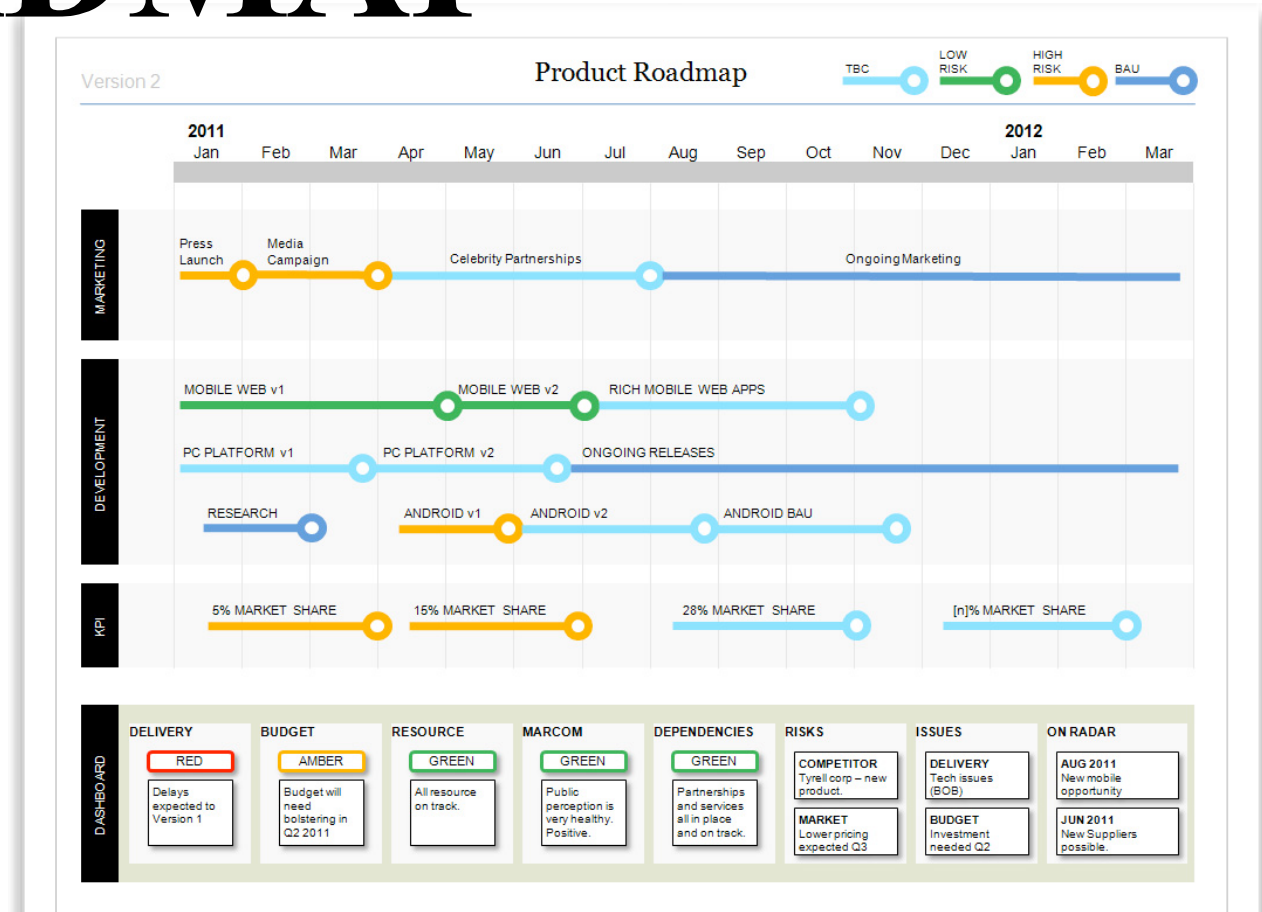 DMAP
Version 2
Product Roadmap
TBC
LOW
RISK
HIGH
RISK
BAU
2011
2012
Jan Feb Mar Apr May Jun Jul Aug Sep Oct Nov Dec Jan Feb Mar
MARKETING
Press
Launch
Media
Campaign
Celebrity Partnerships
Ongoing Marketing
DEVELOPMENT
MOBILE WEB v1
MOBILE WEB v2
RICH MOBILE WEB APPS
PC PLATFORM v1
PC PLATFORM v2
ONGOING RELEASES
RESEARCH
ANDROID v1
ANDROID v2
ANDROID BAU
KPI
5% MARKET SHARE
15% MARKET SHARE
28% MARKET SHARE
[n]% MARKET SHARE
DASHBOARD
DELIVERY
RED
Delays
expected to
Version 1
BUDGET
AMBER
Budget will
need
bolstering in
Q2 2011
RESOURCE
GREEN
All resource
on track.
MARCOM
GREEN
Public
perception is
very healthy.
Positive.
DEPENDENCIES
GREEN
Partnerships
and services
all in place
and on track.
RISKS
COMPETITOR
Tyrell corp – new
product.
MARKET
Lower pricing
expected Q3
ISSUES
DELIVERY
Tech issues
(BOB)
BUDGET
Investment
needed Q2
ON RADAR
AUG 2011
New mobile
opportunity
JUN 2011
New Suppliers
possible.